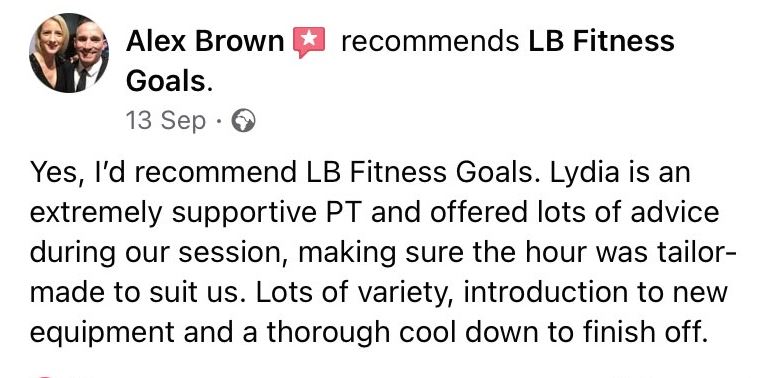 Alex Brown recommends LB Fitness
Goals.
13 Sep ·
Yes, I’d recommend LB Fitness Goals. Lydia is an
extremely supportive PT and offered lots of advice
during our session, making sure the hour was tailor-
made to suit us. Lots of variety, introduction to new
equipment and a thorough cool down to finish off.